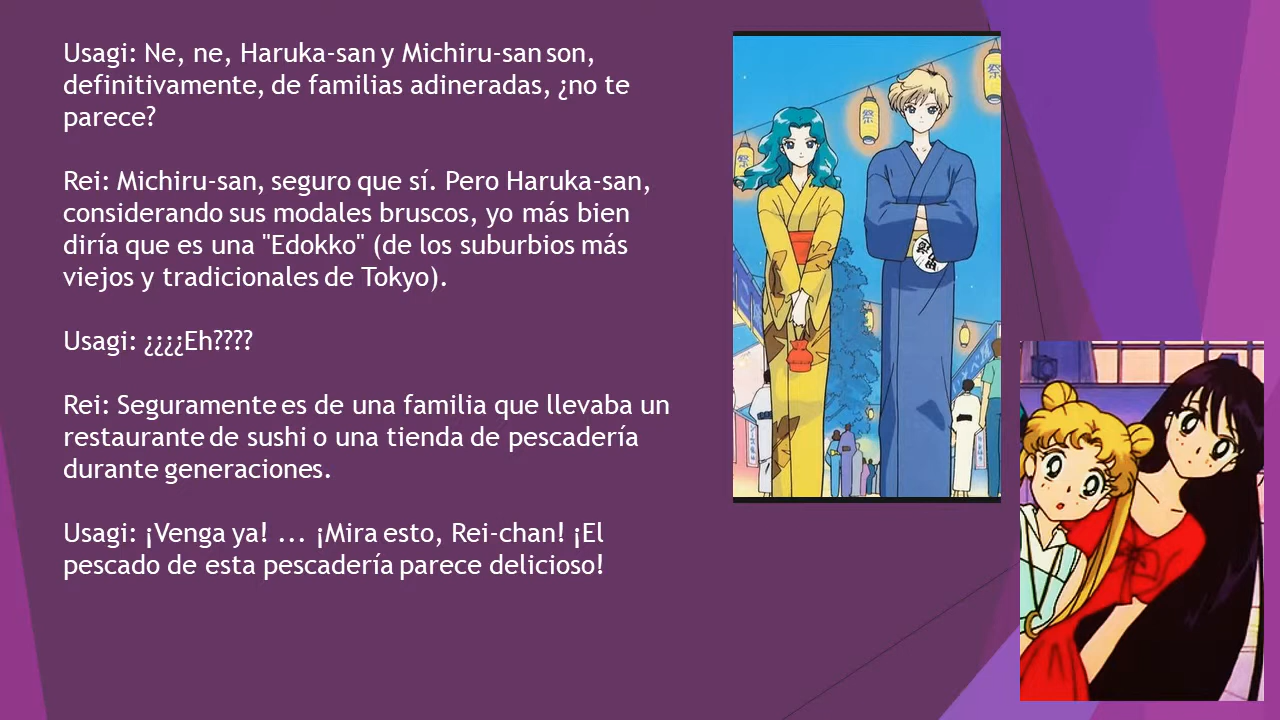 Usagi: Ne, ne, Haruka-san y Michiru-san son,
definitivamente, de familias adineradas, ¿no te
parece?
Rei: Michiru-san, seguro que sí. Pero Haruka-san,
considerando sus modales bruscos, yo más bien
diría que es una "Edokko" (de los suburbios más
viejos y tradicionales de Tokyo).
Usagi: ¿¿¿¿Eh????
Rei: Seguramente es de una familia que llevaba un
restaurante de sushi o una tienda de pescadería
durante generaciones.
Usagi: ¡Venga ya! ... ¡Mira esto, Rei-chan! ¡El
pescado de esta pescadería parece delicioso!
祭
祭
祭